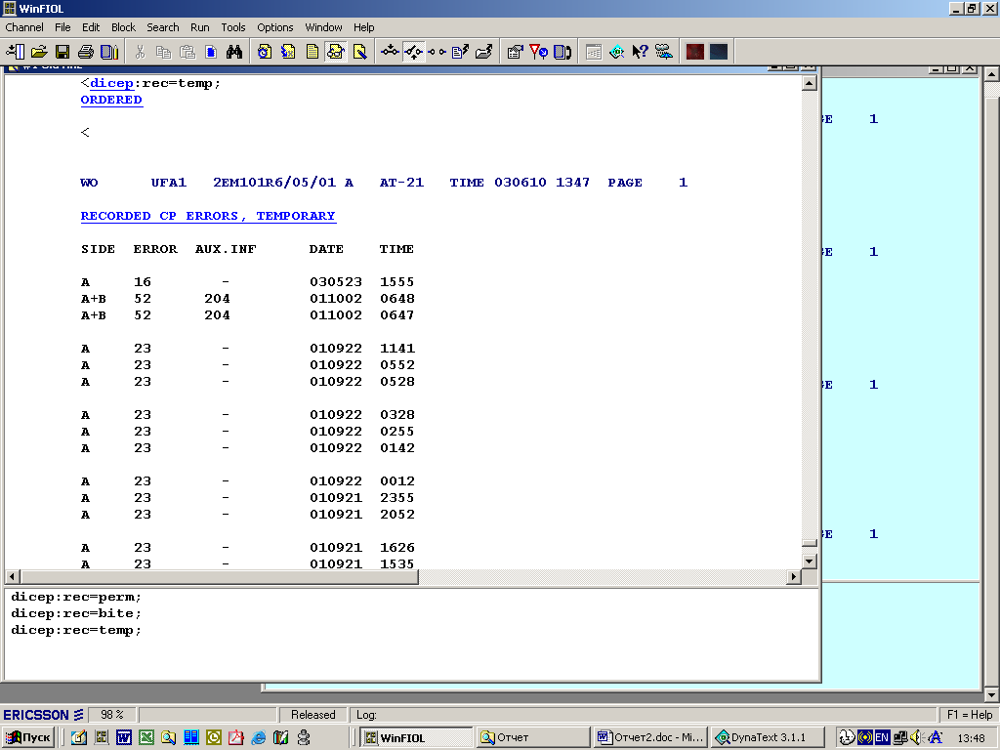 WinFIOL
Channel File Edit Block Search Run Tools Options Window Help
<dicep:rec=temp;
ORDERED
<
WO UFA1 2EM101R6/05/01 A AT-21 TIME 030610 1347 PAGE 1
RECORDED CP ERRORS, TEMPORARY
SIDE ERROR AUX.INF DATE TIME
A 16 - 030523 1555
A+B 52 204 011002 0648
A+B 52 204 011002 0647
A 23 - 010922 1141
A 23 - 010922 0552
A 23 - 010922 0528
A 23 - 010922 0328
A 23 - 010922 0255
A 23 - 010922 0142
A 23 - 010922 0012
A 23 - 010921 2355
A 23 - 010921 2052
A 23 - 010921 1626
A 23 - 010921 1535
GE 1
GE 1
GE 1
GE 1
dicep:rec=perm;
dicep:rec=bite;
dicep:rec=temp;
ERICSSON 98 % Released Log: F1 = Help
Пуск WinFIOL Отчет Отчет2.doc - Mi... DynaText 3.1.1 EN 13:48